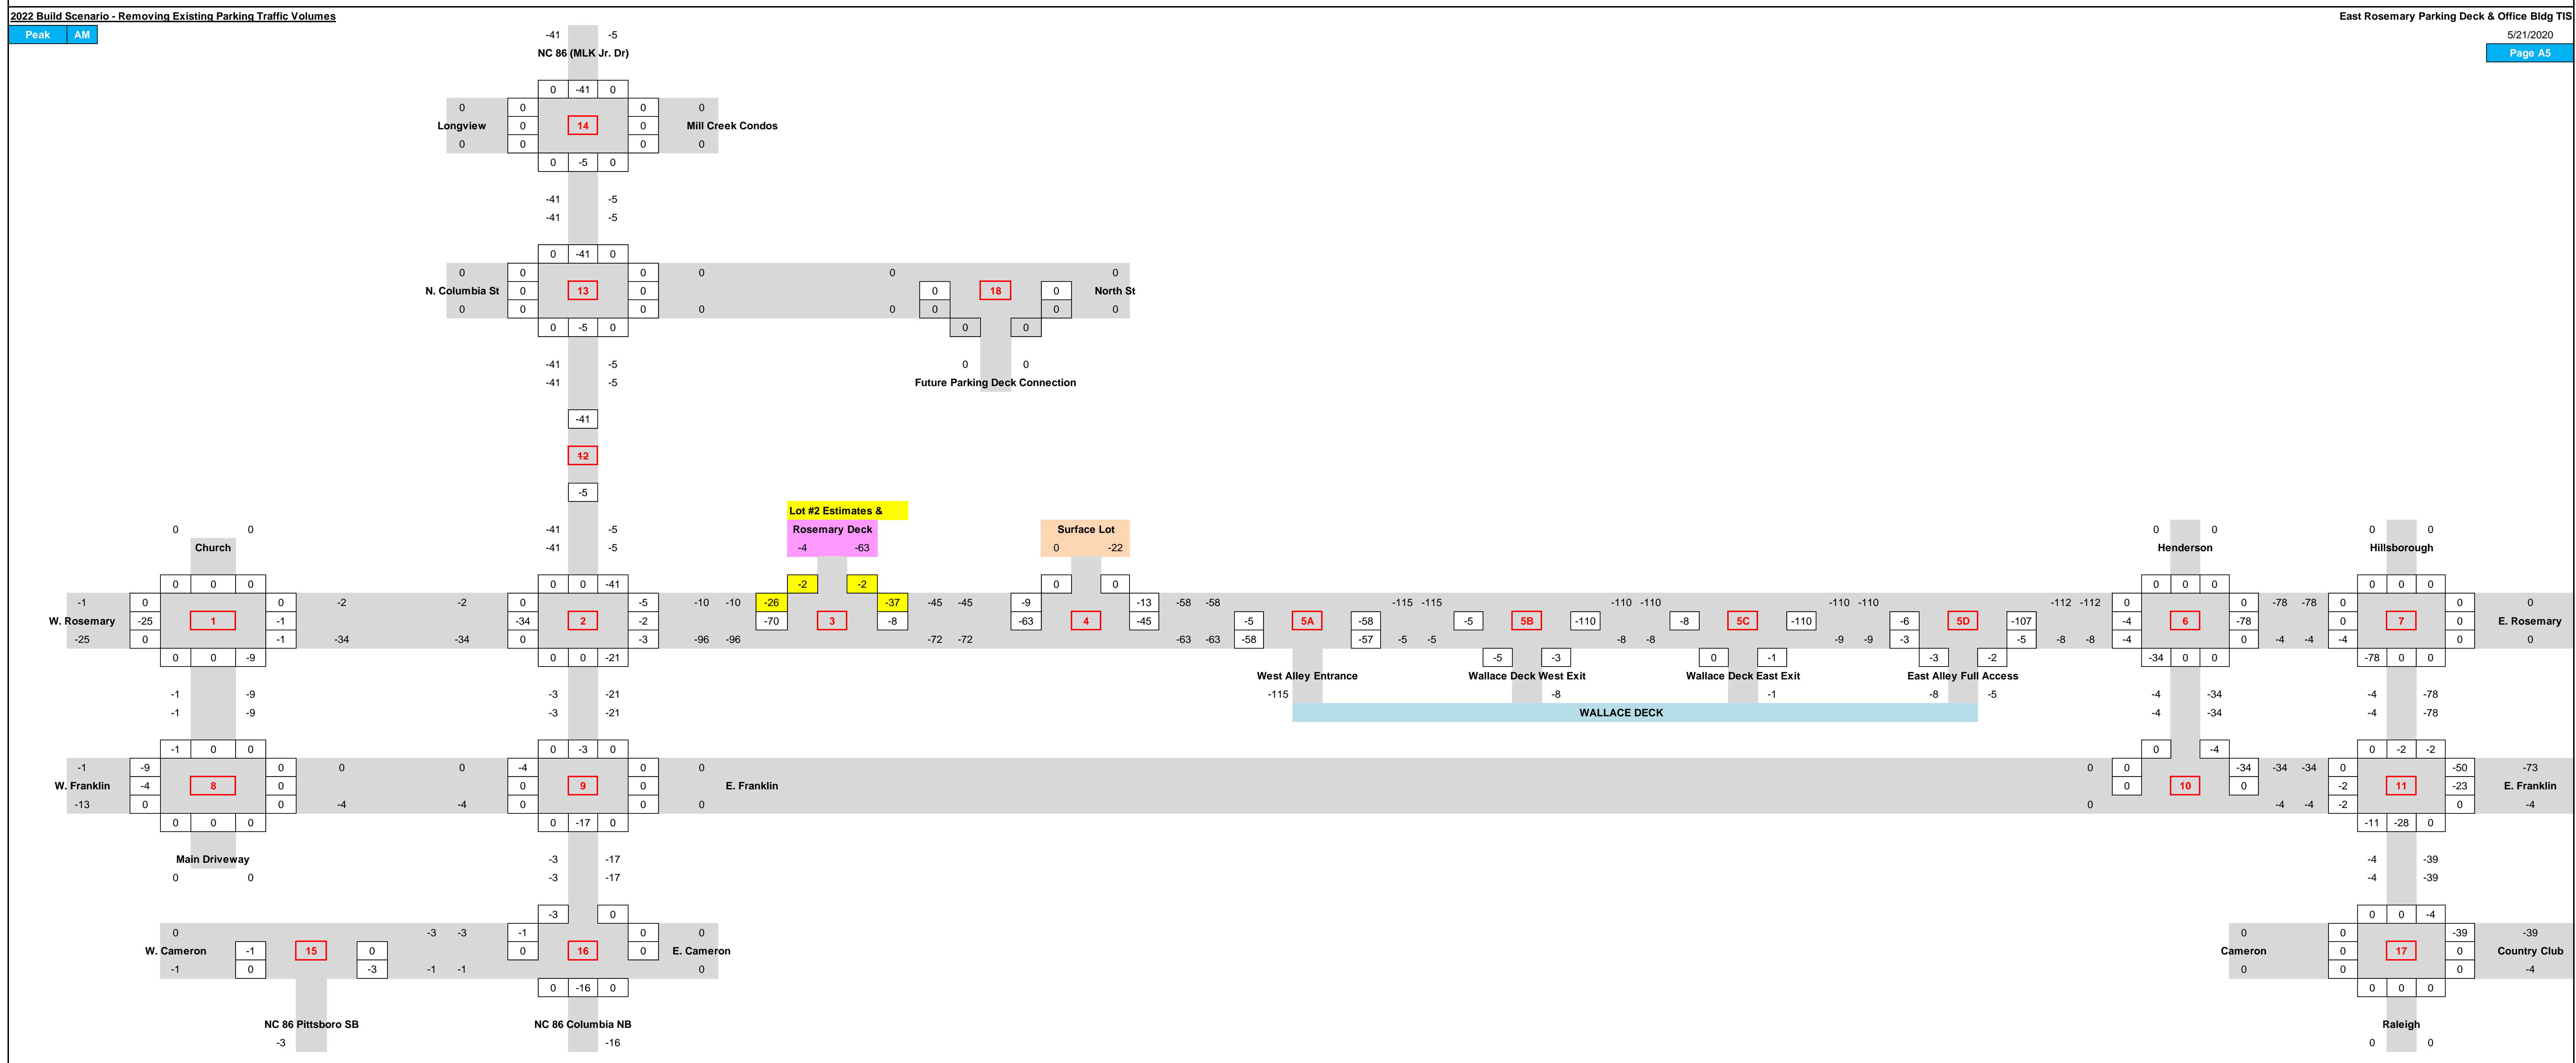 2022 Build Scenario - Removing Existing Parking Traffic Volumes East Rosemary Parking Deck & Office Bldg TIS
Peak AM -41 -5 5/21/2020
NC 86 (MLK Jr. Dr) Page A5
0 -41 0
0 0 0 0
Longview 0 14 0 Mill Creek Condos
0 0 0 0
0 -5 0
-41 -5
-41 -5
0 -41 0
0 0 0 0 0 0
N. Columbia St 0 13 0 0 18 0 North St
0 0 0 0 0 0 0 0
0 -5 0 0 0
-41 -5 0 0
-41 -5 Future Parking Deck Connection
-41
12
-5
Lot #2 Estimates &
0 0 -41 -5 Rosemary Deck Surface Lot 0 0 0 0
Church -41 -5 -4 -63 0 -22 Henderson Hillsborough
0 0 0 0 0 -41 -2 -2 0 0 0 0 0 0 0 0
-1 0 0 -2 -2 0 -5 -10 -10 -26 -37 -45 -45 -9 -13 -58 -58 -115 -115 -110 -110 -110 -110 -112 -112 0 0 -78 -78 0 0 0
W. Rosemary -25 1 -1 -34 2 -2 -70 3 -8 -63 4 -45 -5 5A -58 -5 5B -110 -8 5C -110 -6 5D -107 -4 6 -78 0 7 0 E. Rosemary
-25 0 -1 -34 -34 0 -3 -96 -96 -72 -72 -63 -63 -58 -57 -5 -5 -8 -8 -9 -9 -3 -5 -8 -8 -4 0 -4 -4 -4 0 0
0 0 -9 0 0 -21 -5 -3 0 -1 -3 -2 -34 0 0 -78 0 0
West Alley Entrance Wallace Deck West Exit Wallace Deck East Exit East Alley Full Access
-1 -9 -3 -21 -115 -8 -1 -8 -5 -4 -34 -4 -78
-1 -9 -3 -21 WALLACE DECK -4 -34 -4 -78
-1 0 0 0 -3 0 0 -4 0 -2 -2
-1 -9 0 0 0 -4 0 0 0 0 -34 -34 -34 0 -50 -73
W. Franklin -4 8 0 0 9 0 E. Franklin 0 10 0 -2 11 -23 E. Franklin
-13 0 0 -4 -4 0 0 0 0 -4 -4 -2 0 -4
0 0 0 0 -17 0 -11 -28 0
Main Driveway -3 -17 -4 -39
0 0 -3 -17 -4 -39
-3 0 0 0 -4
0 -3 -3 -1 0 0 0 0 -39 -39
W. Cameron -1 15 0 0 16 0 E. Cameron Cameron 0 17 0 Country Club
-1 0 -3 -1 -1 0 0 0 0 -4
0 -16 0 0 0 0
NC 86 Pittsboro SB NC 86 Columbia NB Raleigh
-3 -16 0 0